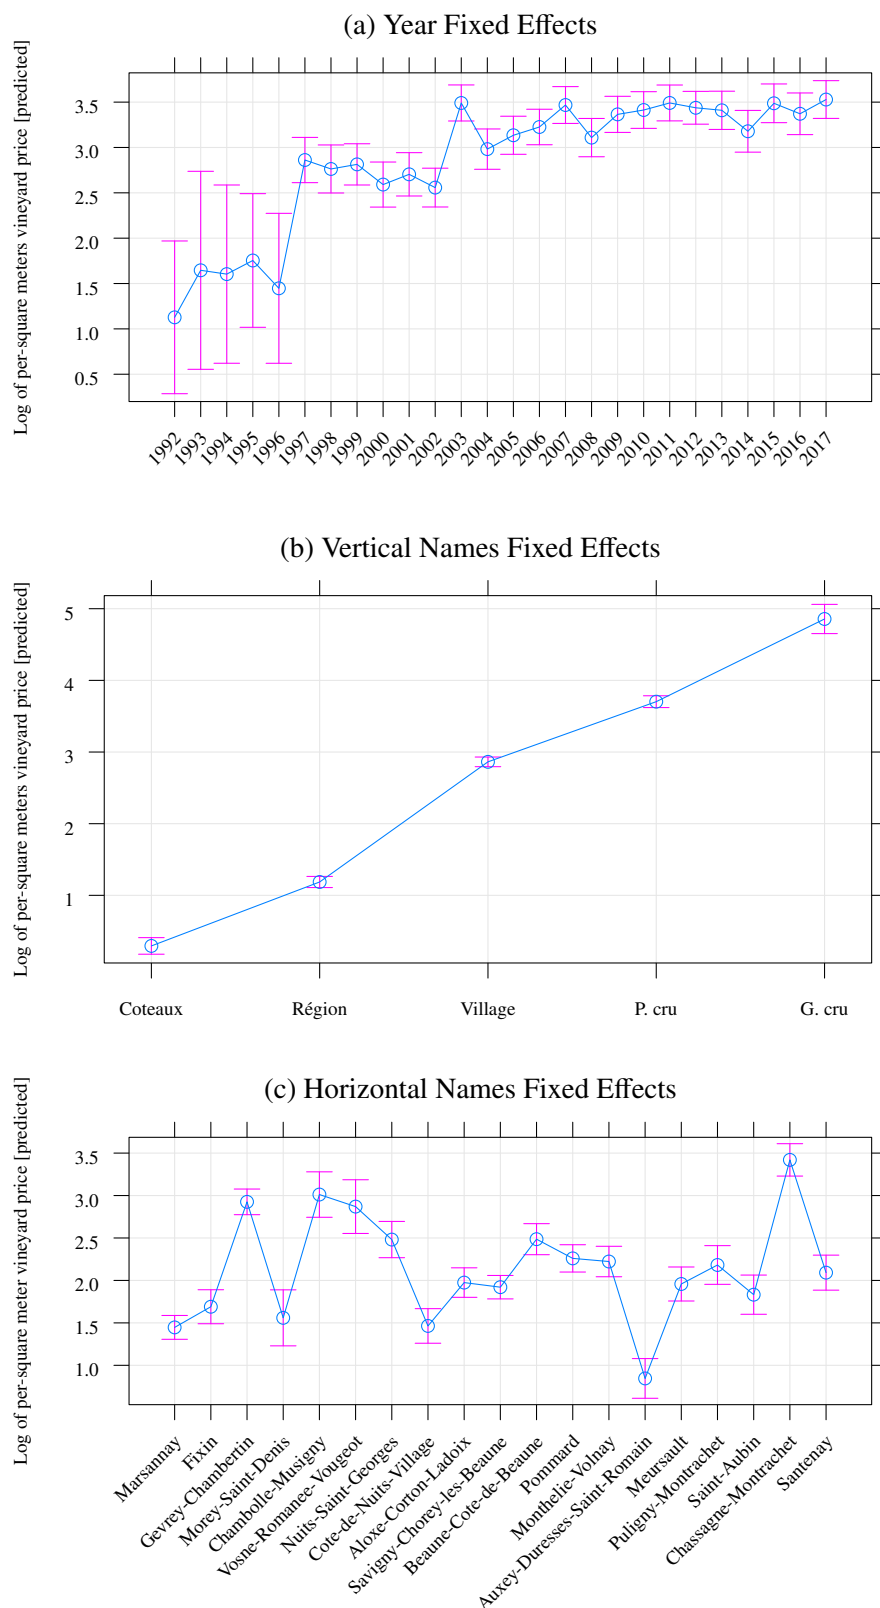 (a) Year Fixed Effects
Log of per-square meters vineyard price [predicted]
3.5
3.0
2.5
2.0
1.5
1.0
0.5
1992
1993
1994
1995
1996
1997
1998
1999
2000
2001
2002
2003
2004
2005
2006
2007
2008
2009
2010
2011
2012
2013
2014
2015
2016
2017
(b) Vertical Names Fixed Effects
Log of per-square meters vineyard price [predicted]
5
4
3
2
1
Coteaux
Région
Village
P. cru
G. cru
(c) Horizontal Names Fixed Effects
Log of per-square meter vineyard price [predicted]
3.5
3.0
2.5
2.0
1.5
1.0
Marsannay
Fixin
Gevrey-Chambertin
Morey-Saint-Denis
Chambolle-Musigny
Vosne-Romanee-Vougeot
Nuits-Saint-Georges
Cote-de-Nuits-Village
Aloxe-Corton-Ladoix
Savigny-Chorey-les-Beaune
Beaune-Cote-de-Beaune
Pommard
Monthelie-Volnay
Auxey-Duresses-Saint-Romain
Meursault
Puligny-Montrachet
Saint-Aubin
Chassagne-Montrachet
Santenay